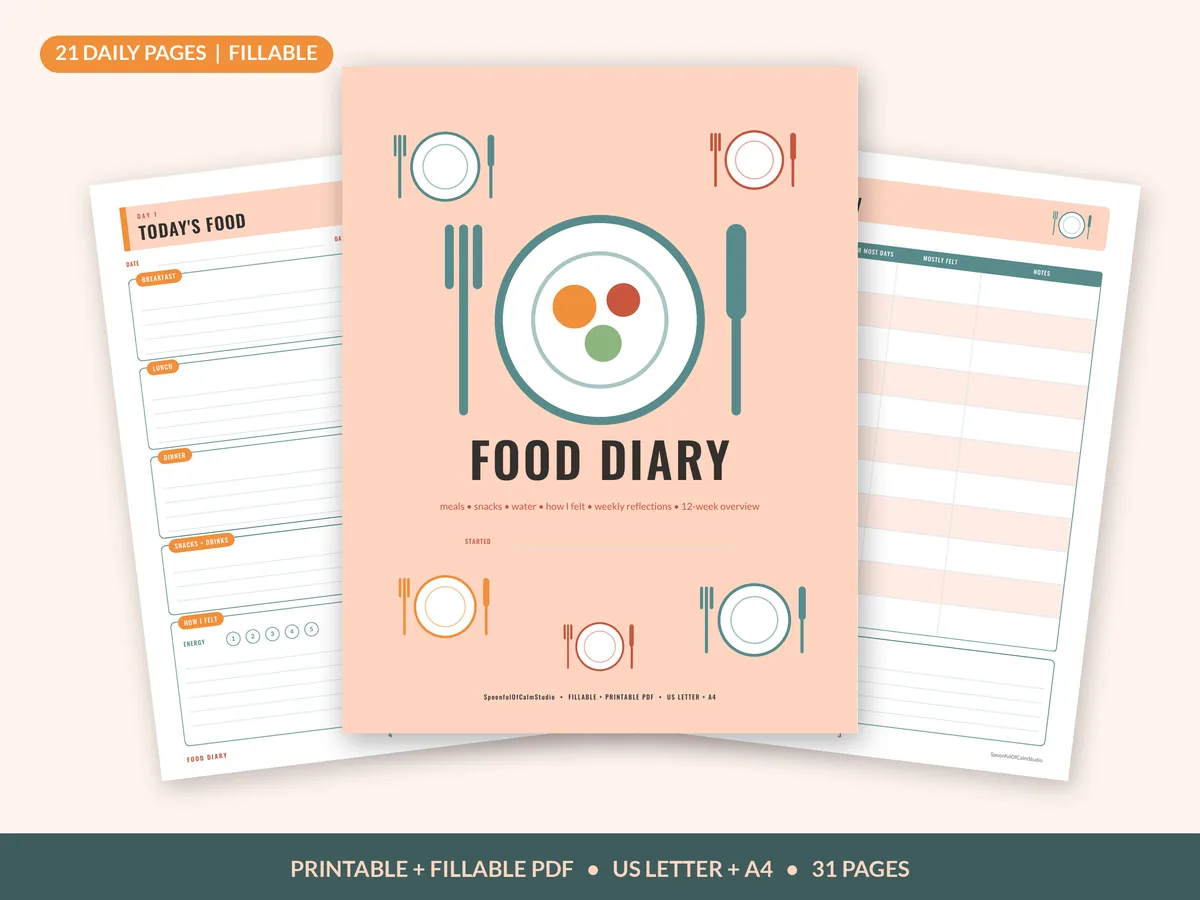 21 DAILY PAGES | FILLABLE
DAY 1
TODAY'S FOOD
DATE
BREAKFAST
LUNCH
DINNER
SNACKS + DRINKS
HOW I FELT
ENERGY 1 2 3 4 5
FOOD DIARY
FOOD DIARY
meals • snacks • water • how I felt • weekly reflections • 12-week overview
STARTED
SpoonfulOfCalmStudio • FILLABLE + PRINTABLE PDF • US LETTER + A4
MOST DAYS MOSTLY FELT NOTES
SpoonfulOfCalmStudio
PRINTABLE + FILLABLE PDF • US LETTER + A4 • 31 PAGES